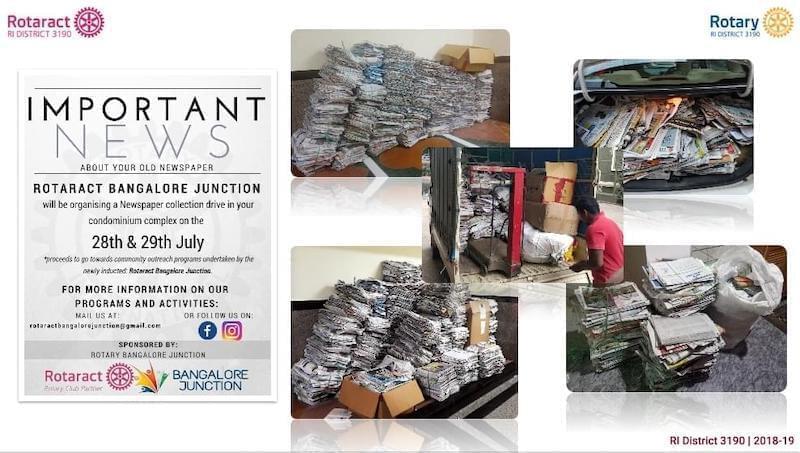 Rotaract
RI DISTRICT 3190
Rotary
RI DISTRICT 3190
IMPORTANT
NEWS
ABOUT YOUR OLD NEWSPAPER
ROTARACT BANGALORE JUNCTION
will be organising a Newspaper collection drive in your
condominium complex on the
28th & 29th July
*proceeds to go towards community outreach programs undertaken by the
newly inducted: Rotaract Bangalore Junction.
FOR MORE INFORMATION ON OUR
PROGRAMS AND ACTIVITIES:
MAIL US AT: OR FOLLOW US ON:
rotaractbangalorejunction@gmail.com
SPONSORED BY:
ROTARY BANGALORE JUNCTION
Rotaract
Rotary Club Partner
BANGALORE
JUNCTION
RI District 3190 | 2018-19